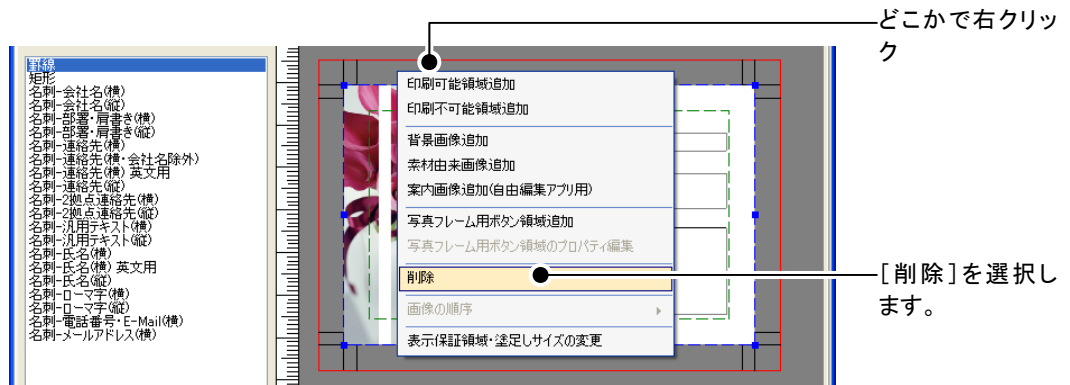 どこかで右クリッ
ク
罫線
矩形
名刺-会社名(横)
名刺-会社名(縦)
名刺-部署・肩書き(横)
名刺-部署・肩書き(縦)
名刺-連絡先(横)
名刺-連絡先(横・会社名除外)
名刺-連絡先(横) 英文用
名刺-連絡先(縦)
名刺-2拠点連絡先(横)
名刺-2拠点連絡先(縦)
名刺-汎用テキスト(横)
名刺-汎用テキスト(縦)
名刺-氏名(横)
名刺-氏名(横) 英文用
名刺-氏名(縦)
名刺-ローマ字(横)
名刺-ローマ字(縦)
名刺-電話番号・E-Mail(横)
名刺-メールアドレス(横)
印刷可能領域追加
印刷不可能領域追加
背景画像追加
素材由来画像追加
案内画像追加(自由編集アプリ用)
写真フレーム用ボタン領域追加
写真フレーム用ボタン領域のプロパティ編集
削除
画像の順序
表示保証領域・塗足しサイズの変更
[削除]を選択し
ます。